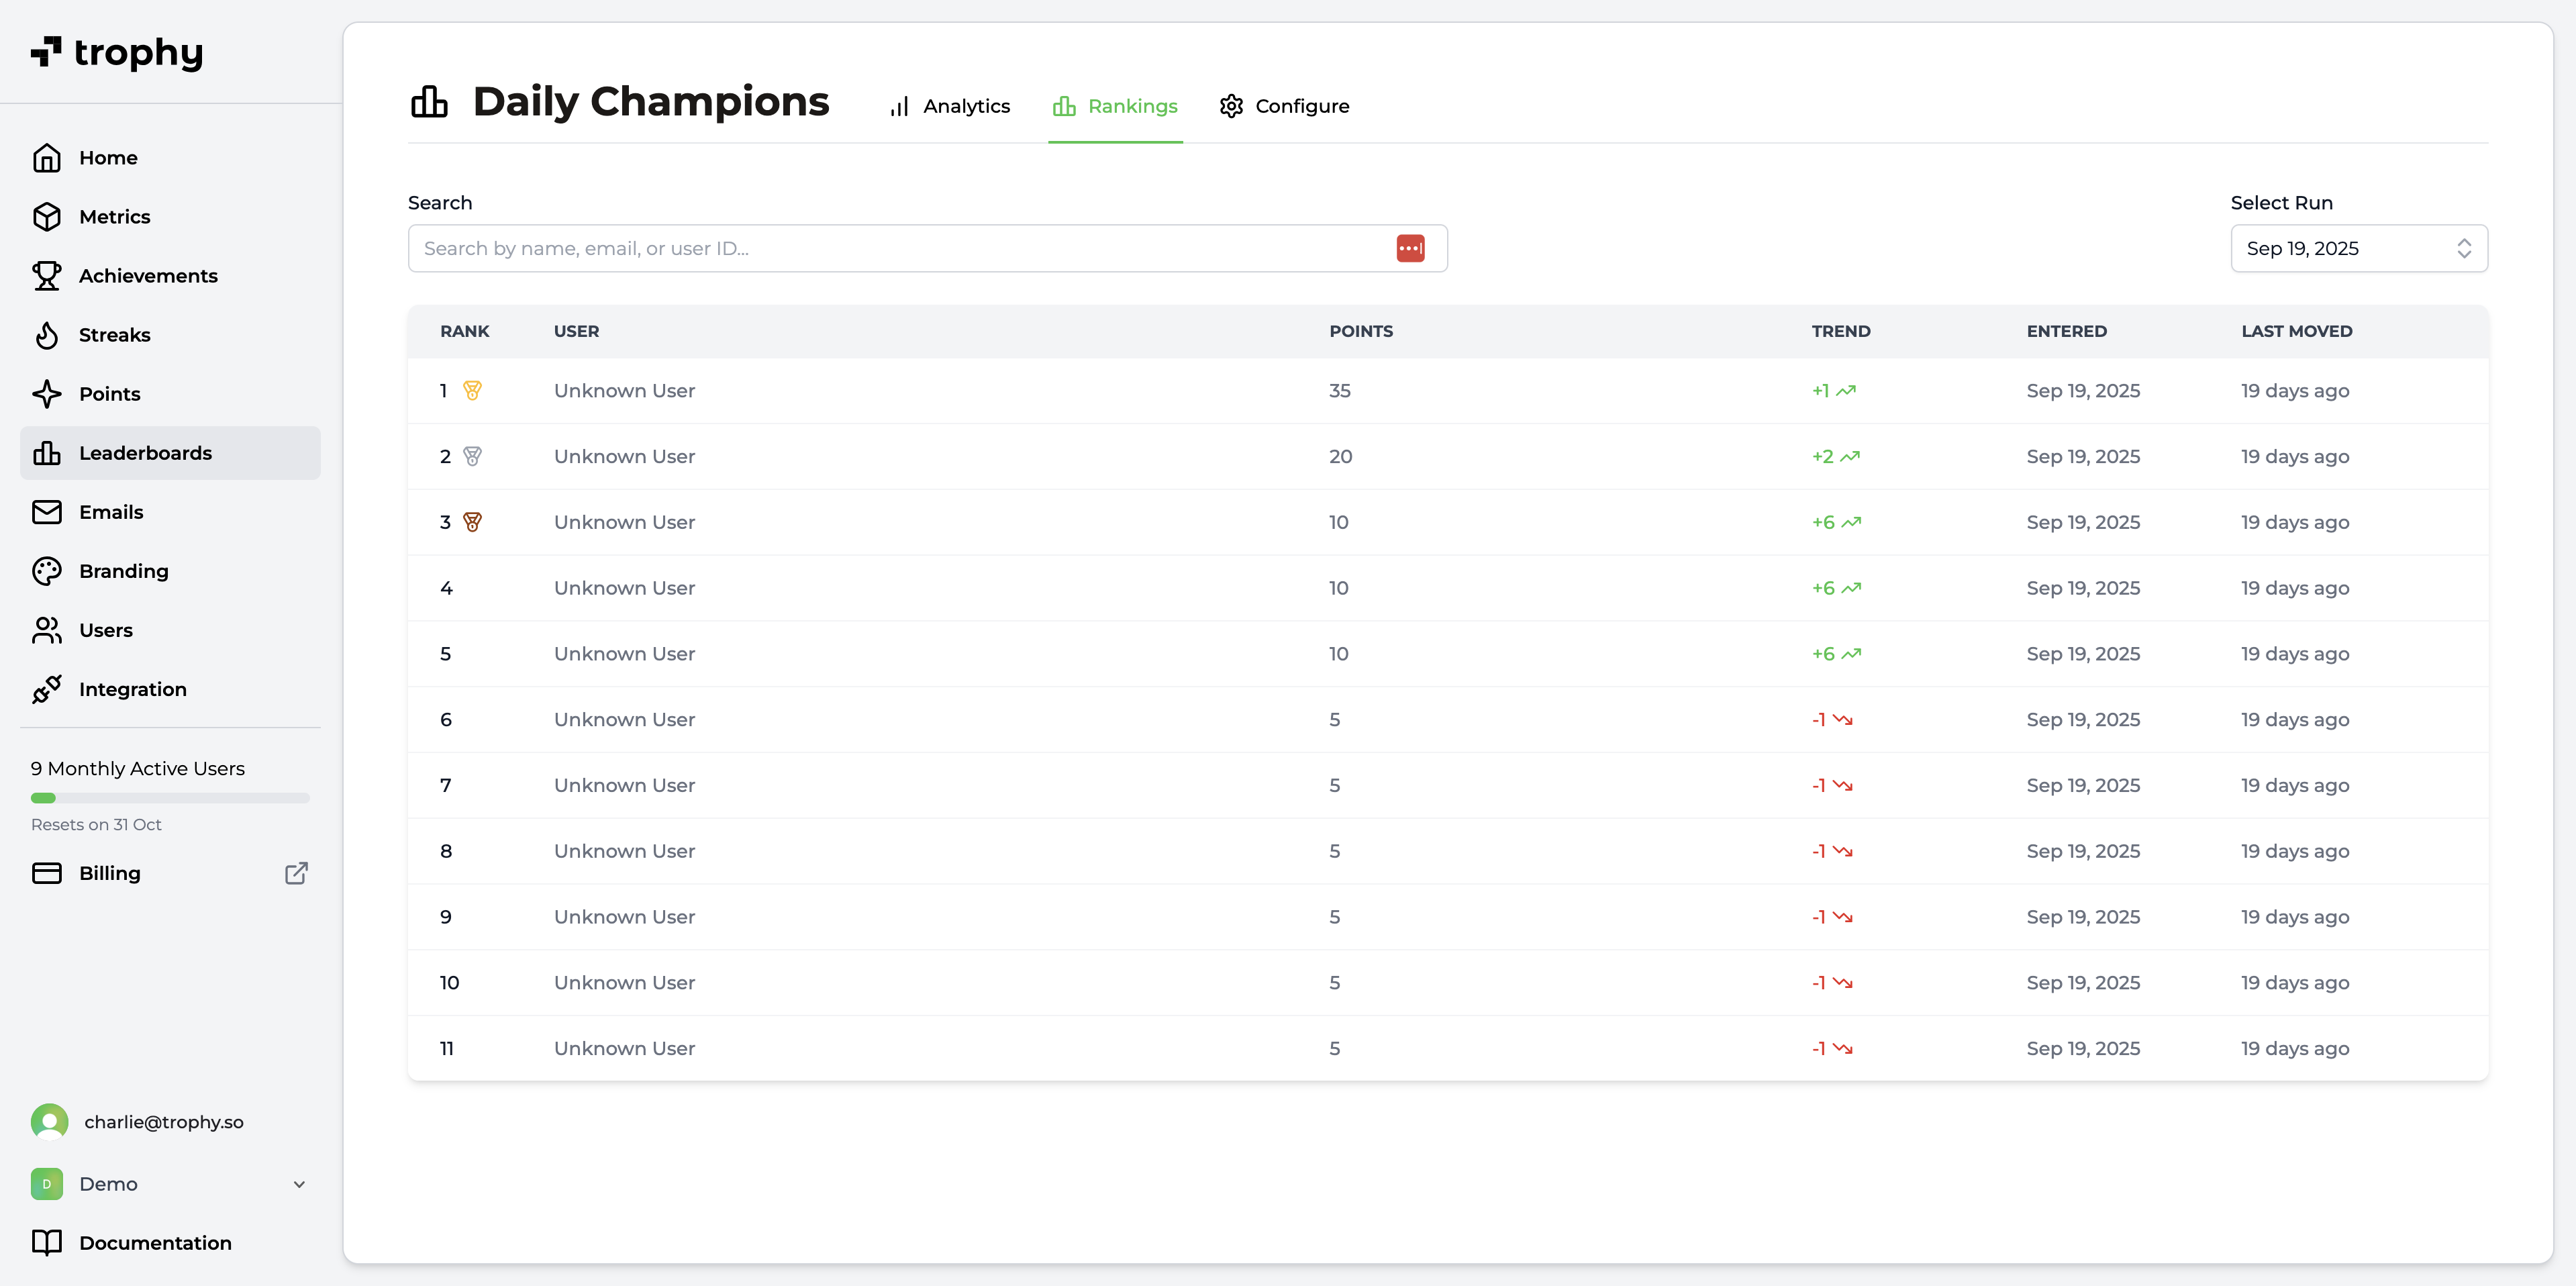 trophy
Home
Metrics
Achievements
Streaks
Points
Leaderboards
Emails
Branding
Users
Integration
9 Monthly Active Users
Resets on 31 Oct
Billing
charlie@trophy.so
D Demo
Documentation
Daily Champions Analytics Rankings Configure
Search Select Run
Search by name, email, or user ID... Sep 19, 2025
RANK USER POINTS TREND ENTERED LAST MOVED
1 Unknown User 35 +1 Sep 19, 2025 19 days ago
2 Unknown User 20 +2 Sep 19, 2025 19 days ago
3 Unknown User 10 +6 Sep 19, 2025 19 days ago
4 Unknown User 10 +6 Sep 19, 2025 19 days ago
5 Unknown User 10 +6 Sep 19, 2025 19 days ago
6 Unknown User 5 -1 Sep 19, 2025 19 days ago
7 Unknown User 5 -1 Sep 19, 2025 19 days ago
8 Unknown User 5 -1 Sep 19, 2025 19 days ago
9 Unknown User 5 -1 Sep 19, 2025 19 days ago
10 Unknown User 5 -1 Sep 19, 2025 19 days ago
11 Unknown User 5 -1 Sep 19, 2025 19 days ago